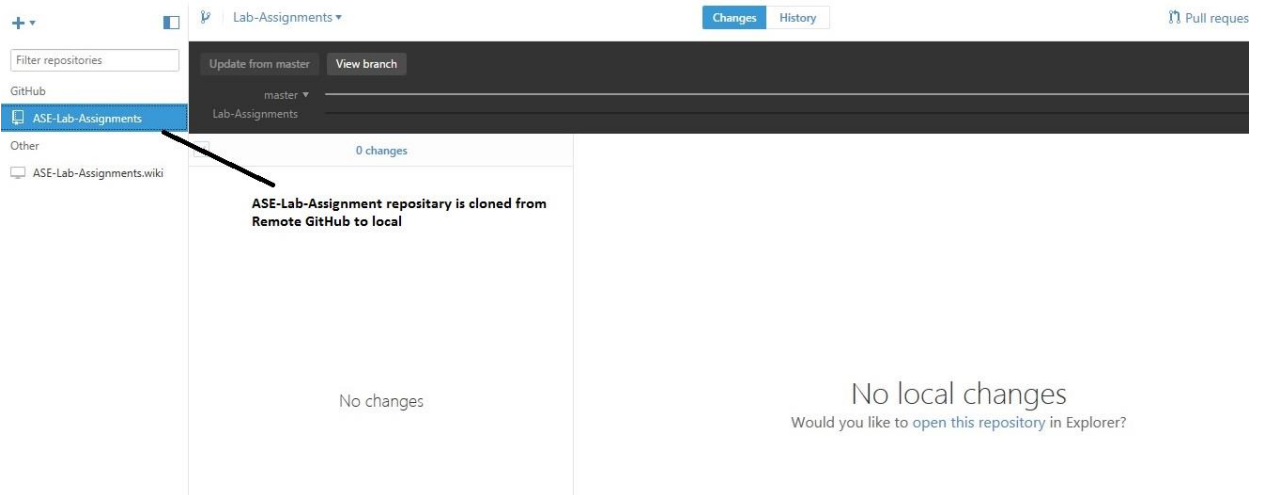 Lab-Assignments
Changes
History
Pull reques
Filter repositories
GitHub
ASE-Lab-Assignments
Other
ASE-Lab-Assignments.wiki
Update from master
View branch
master
Lab-Assignments
0 changes
ASE-Lab-Assignment repositary is cloned from
Remote GitHub to local
No changes
No local changes
Would you like to open this repository in Explorer?